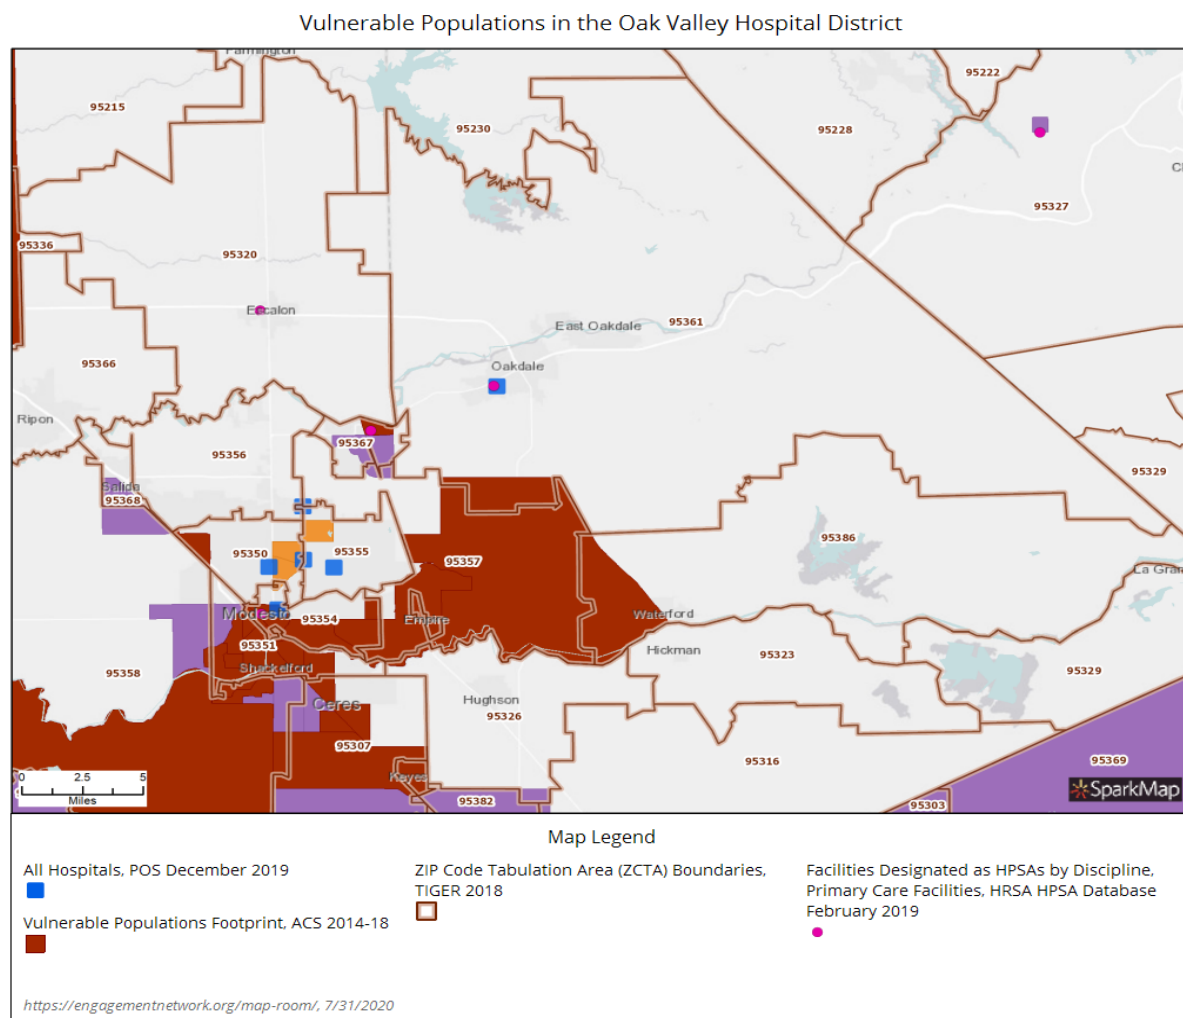 Vulnerable Populations in the Oak Valley Hospital District
Farmington
95222
95215
95230
95228
95327
95336
95320
Escalon
95361
East Oakdale
95366
Oakdale
Ripon
95367
95356
95329
Salida
95368
95350
95355
95357
95386
La Gran
Modesto
95354
Empire
Waterford
95351
Hickman
95323
Shackelford
95358
95329
Hughson
Ceres
95326
95307
95316
95369
Keyes
0 2.5 5
Miles
95382
95303
SparkMap
Map Legend
All Hospitals, POS December 2019
Vulnerable Populations Footprint, ACS 2014-18
ZIP Code Tabulation Area (ZCTA) Boundaries,
TIGER 2018
Facilities Designated as HPSAs by Discipline,
Primary Care Facilities, HRSA HPSA Database
February 2019
https://engagementnetwork.org/map-room/, 7/31/2020